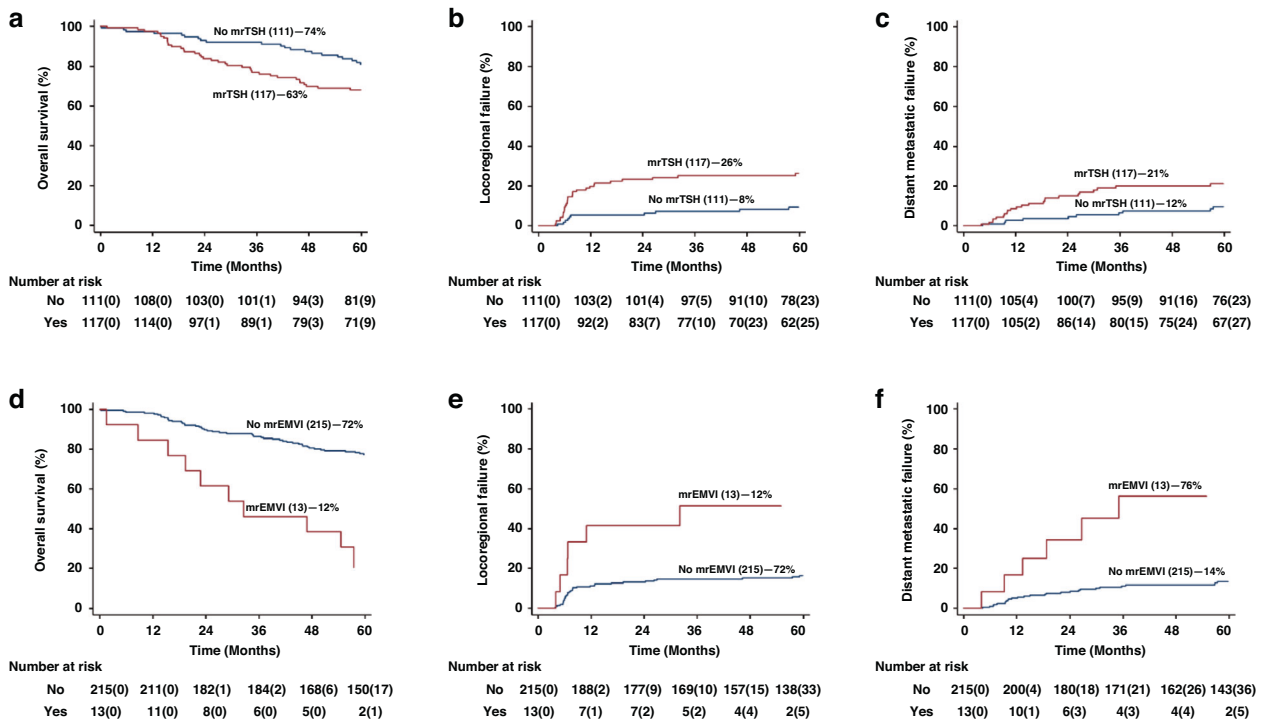 a
100
80
60
40
20
0
Overall survival (%)
No mrTSH (111)—74%
mrTSH (117)—63%
0 12 24 36 48 60
Time (Months)
Number at risk
No 111(0) 108(0) 103(0) 101(1) 94(3) 81(9)
Yes 117(0) 114(0) 97(1) 89(1) 79(3) 71(9)
b
100
80
60
40
20
0
Locoregional failure (%)
mrTSH (117)—26%
No mrTSH (111)—8%
0 12 24 36 48 60
Time (Months)
Number at risk
No 111(0) 103(2) 101(4) 97(5) 91(10) 78(23)
Yes 117(0) 92(2) 83(7) 77(10) 70(23) 62(25)
c
100
80
60
40
20
0
Distant metastatic failure (%)
mrTSH (117)—21%
No mrTSH (111)—12%
0 12 24 36 48 60
Time (Months)
Number at risk
No 111(0) 105(4) 100(7) 95(9) 91(16) 76(23)
Yes 117(0) 105(2) 86(14) 80(15) 75(24) 67(27)
d
100
80
60
40
20
0
Overall survival (%)
No mrEMVI (215)—72%
mrEMVI (13)—12%
0 12 24 36 48 60
Time (Months)
Number at risk
No 215(0) 211(0) 182(1) 184(2) 168(6) 150(17)
Yes 13(0) 11(0) 8(0) 6(0) 5(0) 2(1)
e
100
80
60
40
20
0
Locoregional failure (%)
mrEMVI (13)—12%
No mrEMVI (215)—72%
0 12 24 36 48 60
Time (Months)
Number at risk
No 215(0) 188(2) 177(9) 169(10) 157(15) 138(33)
Yes 13(0) 7(1) 7(2) 5(2) 4(4) 2(5)
f
100
80
60
40
20
0
Distant metastatic failure (%)
mrEMVI (13)—76%
No mrEMVI (215)—14%
0 12 24 36 48 60
Time (Months)
Number at risk
No 215(0) 200(4) 180(18) 171(21) 162(26) 143(36)
Yes 13(0) 10(1) 6(3) 4(3) 4(4) 2(5)